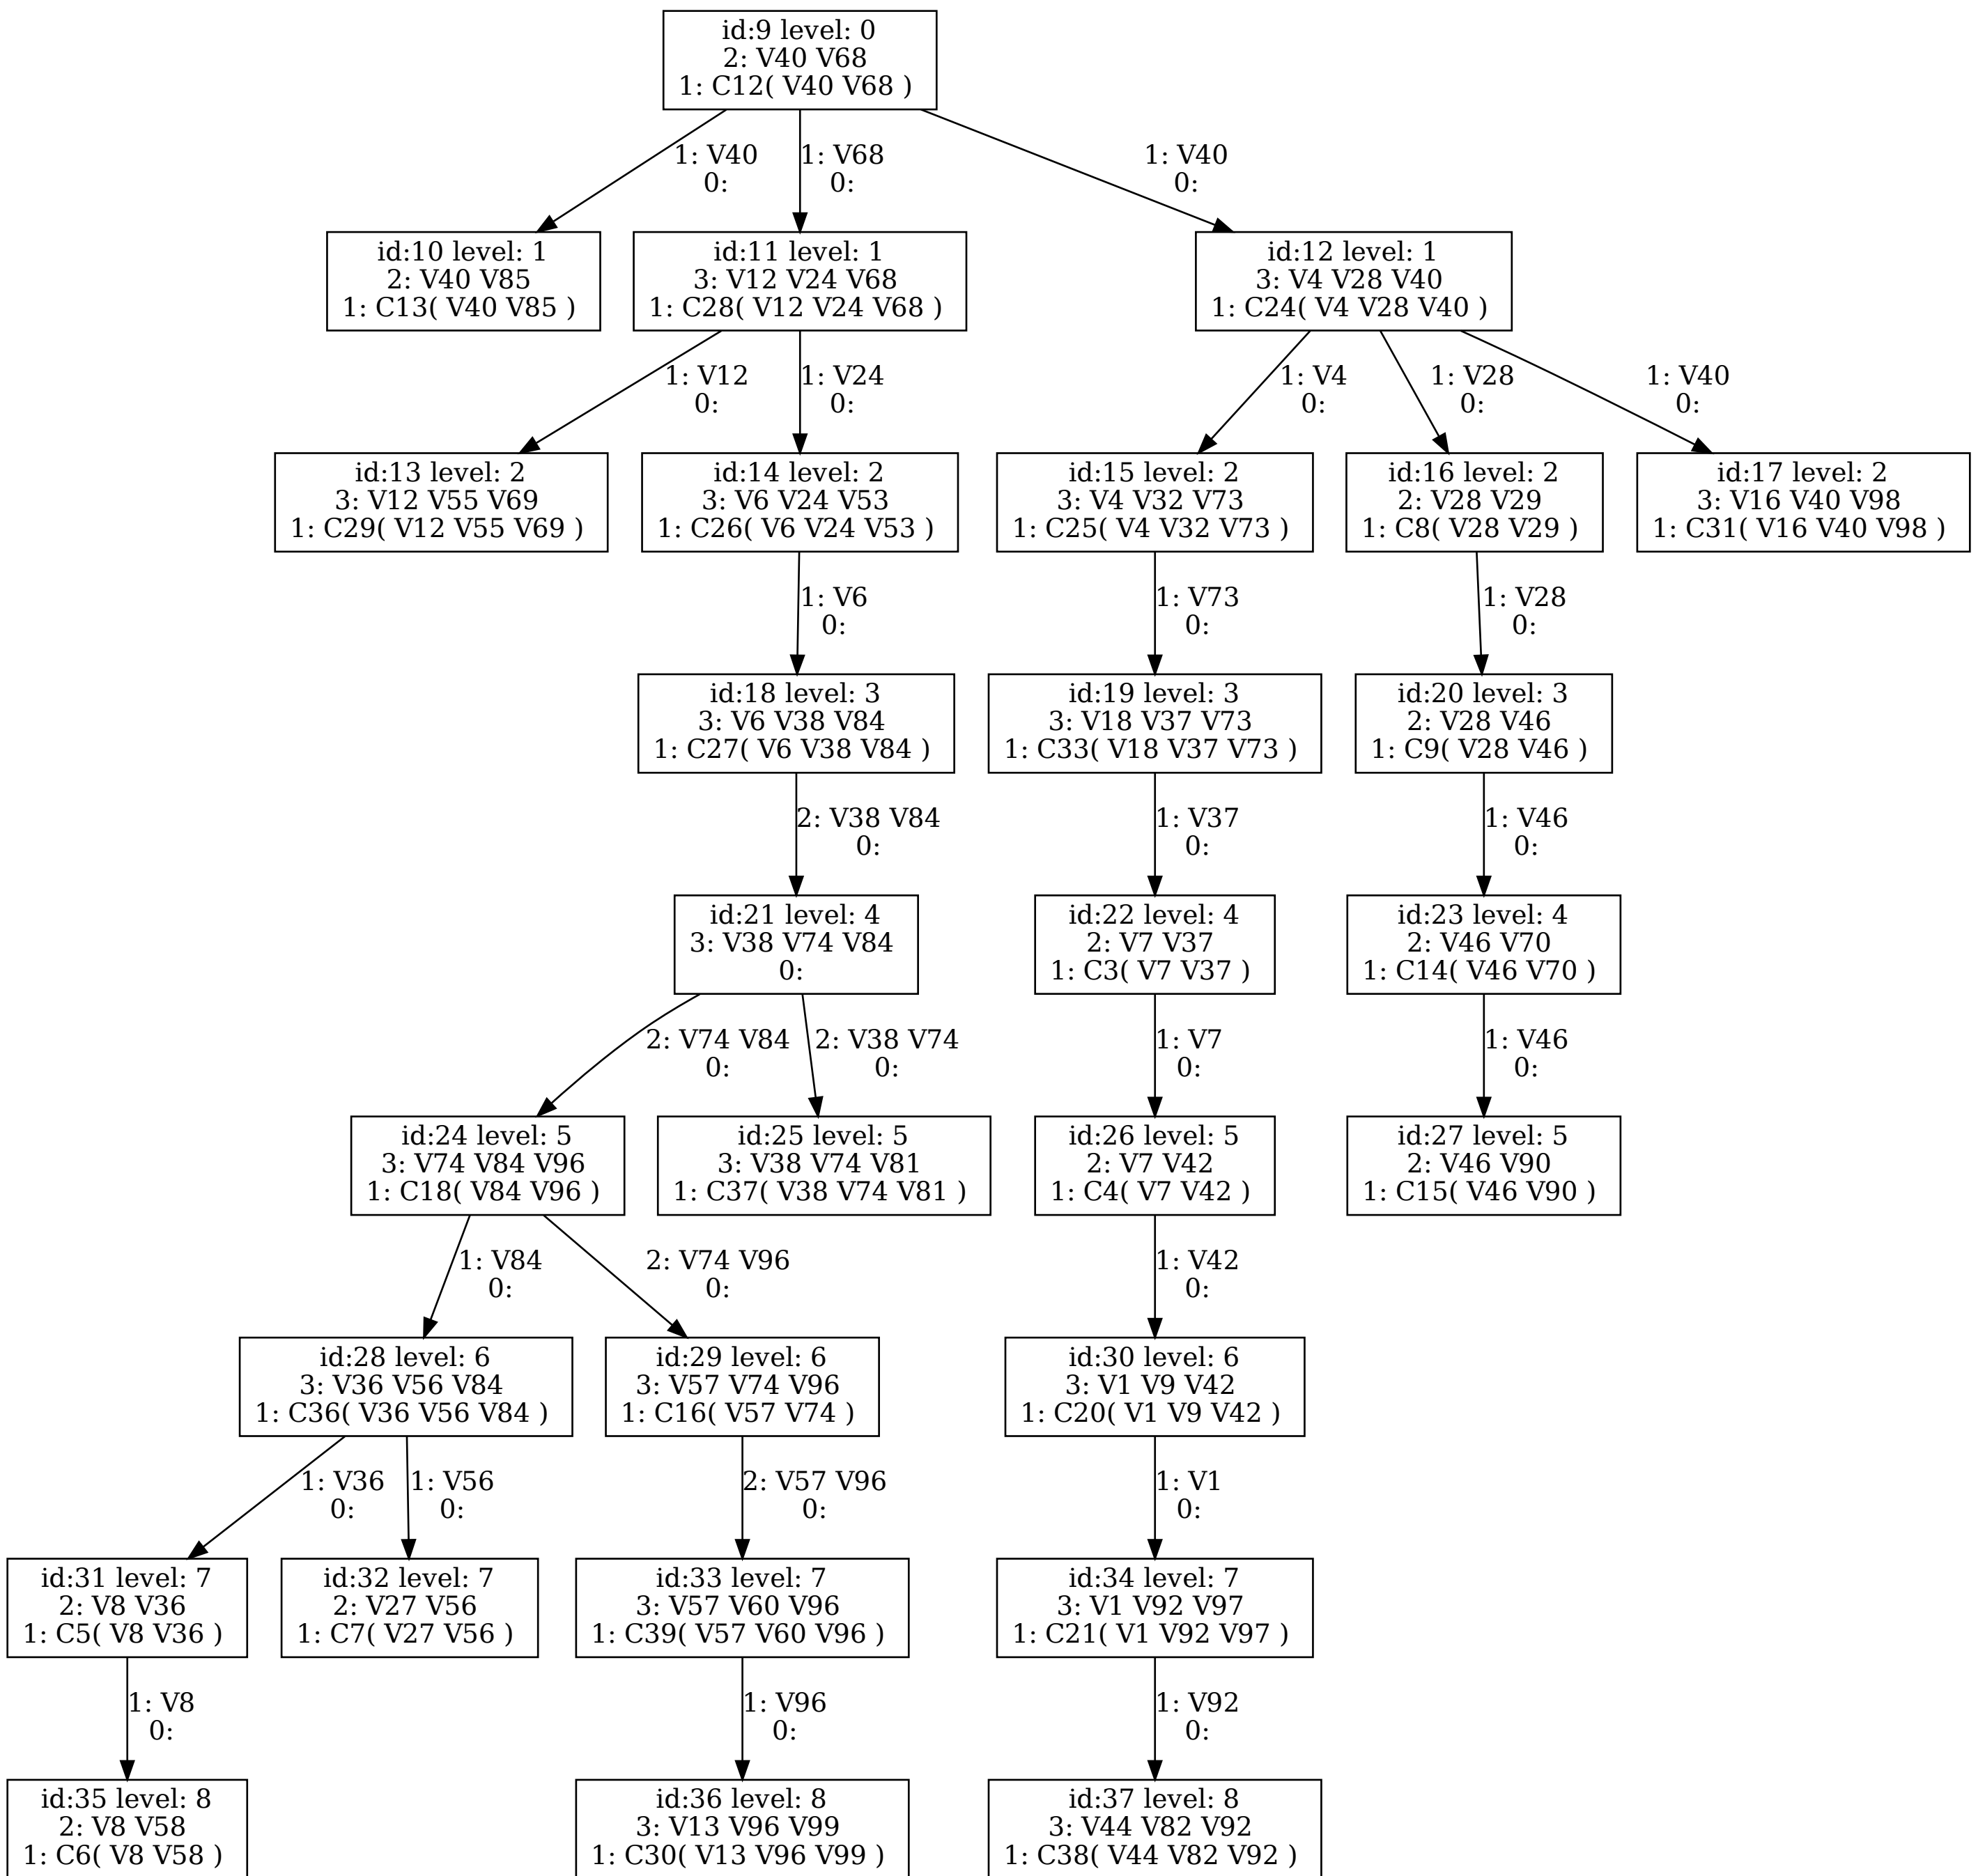 id:9 level: 0
2: V40 V68
1: C12( V40 V68 )
1: V40
0:
1: V68
0:
1: V40
0:
id:10 level: 1
2: V40 V85
1: C13( V40 V85 )
id:11 level: 1
3: V12 V24 V68
1: C28( V12 V24 V68 )
id:12 level: 1
3: V4 V28 V40
1: C24( V4 V28 V40 )
1: V12
0:
1: V24
0:
1: V4
0:
1: V28
0:
1: V40
0:
id:13 level: 2
3: V12 V55 V69
1: C29( V12 V55 V69 )
id:14 level: 2
3: V6 V24 V53
1: C26( V6 V24 V53 )
id:15 level: 2
3: V4 V32 V73
1: C25( V4 V32 V73 )
id:16 level: 2
2: V28 V29
1: C8( V28 V29 )
id:17 level: 2
3: V16 V40 V98
1: C31( V16 V40 V98 )
1: V6
0:
1: V73
0:
1: V28
0:
id:18 level: 3
3: V6 V38 V84
1: C27( V6 V38 V84 )
id:19 level: 3
3: V18 V37 V73
1: C33( V18 V37 V73 )
id:20 level: 3
2: V28 V46
1: C9( V28 V46 )
2: V38 V84
0:
1: V37
0:
1: V46
0:
id:21 level: 4
3: V38 V74 V84
0:
id:22 level: 4
2: V7 V37
1: C3( V7 V37 )
id:23 level: 4
2: V46 V70
1: C14( V46 V70 )
2: V74 V84
0:
2: V38 V74
0:
1: V7
0:
1: V46
0:
id:24 level: 5
3: V74 V84 V96
1: C18( V84 V96 )
id:25 level: 5
3: V38 V74 V81
1: C37( V38 V74 V81 )
id:26 level: 5
2: V7 V42
1: C4( V7 V42 )
id:27 level: 5
2: V46 V90
1: C15( V46 V90 )
1: V84
0:
2: V74 V96
0:
1: V42
0:
id:28 level: 6
3: V36 V56 V84
1: C36( V36 V56 V84 )
id:29 level: 6
3: V57 V74 V96
1: C16( V57 V74 )
id:30 level: 6
3: V1 V9 V42
1: C20( V1 V9 V42 )
1: V36
0:
1: V56
0:
2: V57 V96
0:
1: V1
0:
id:31 level: 7
2: V8 V36
1: C5( V8 V36 )
id:32 level: 7
2: V27 V56
1: C7( V27 V56 )
id:33 level: 7
3: V57 V60 V96
1: C39( V57 V60 V96 )
id:34 level: 7
3: V1 V92 V97
1: C21( V1 V92 V97 )
1: V8
0:
1: V96
0:
1: V92
0:
id:35 level: 8
2: V8 V58
1: C6( V8 V58 )
id:36 level: 8
3: V13 V96 V99
1: C30( V13 V96 V99 )
id:37 level: 8
3: V44 V82 V92
1: C38( V44 V82 V92 )